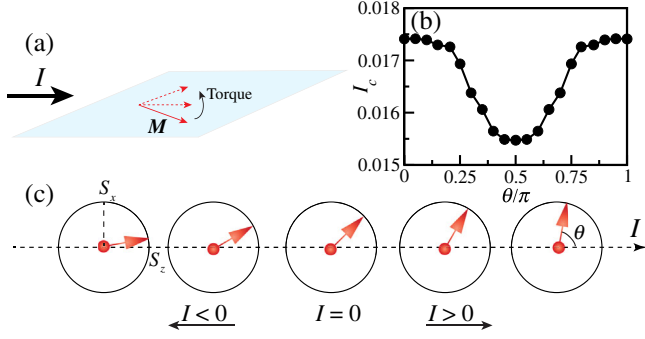 (a)
I
Torque
M
(b)
0.018
0.017
0.016
0.015
I_c
0 0.25 0.5 0.75 1
θ/π
(c)
S_x
S_z
θ
I
I < 0 I = 0 I > 0